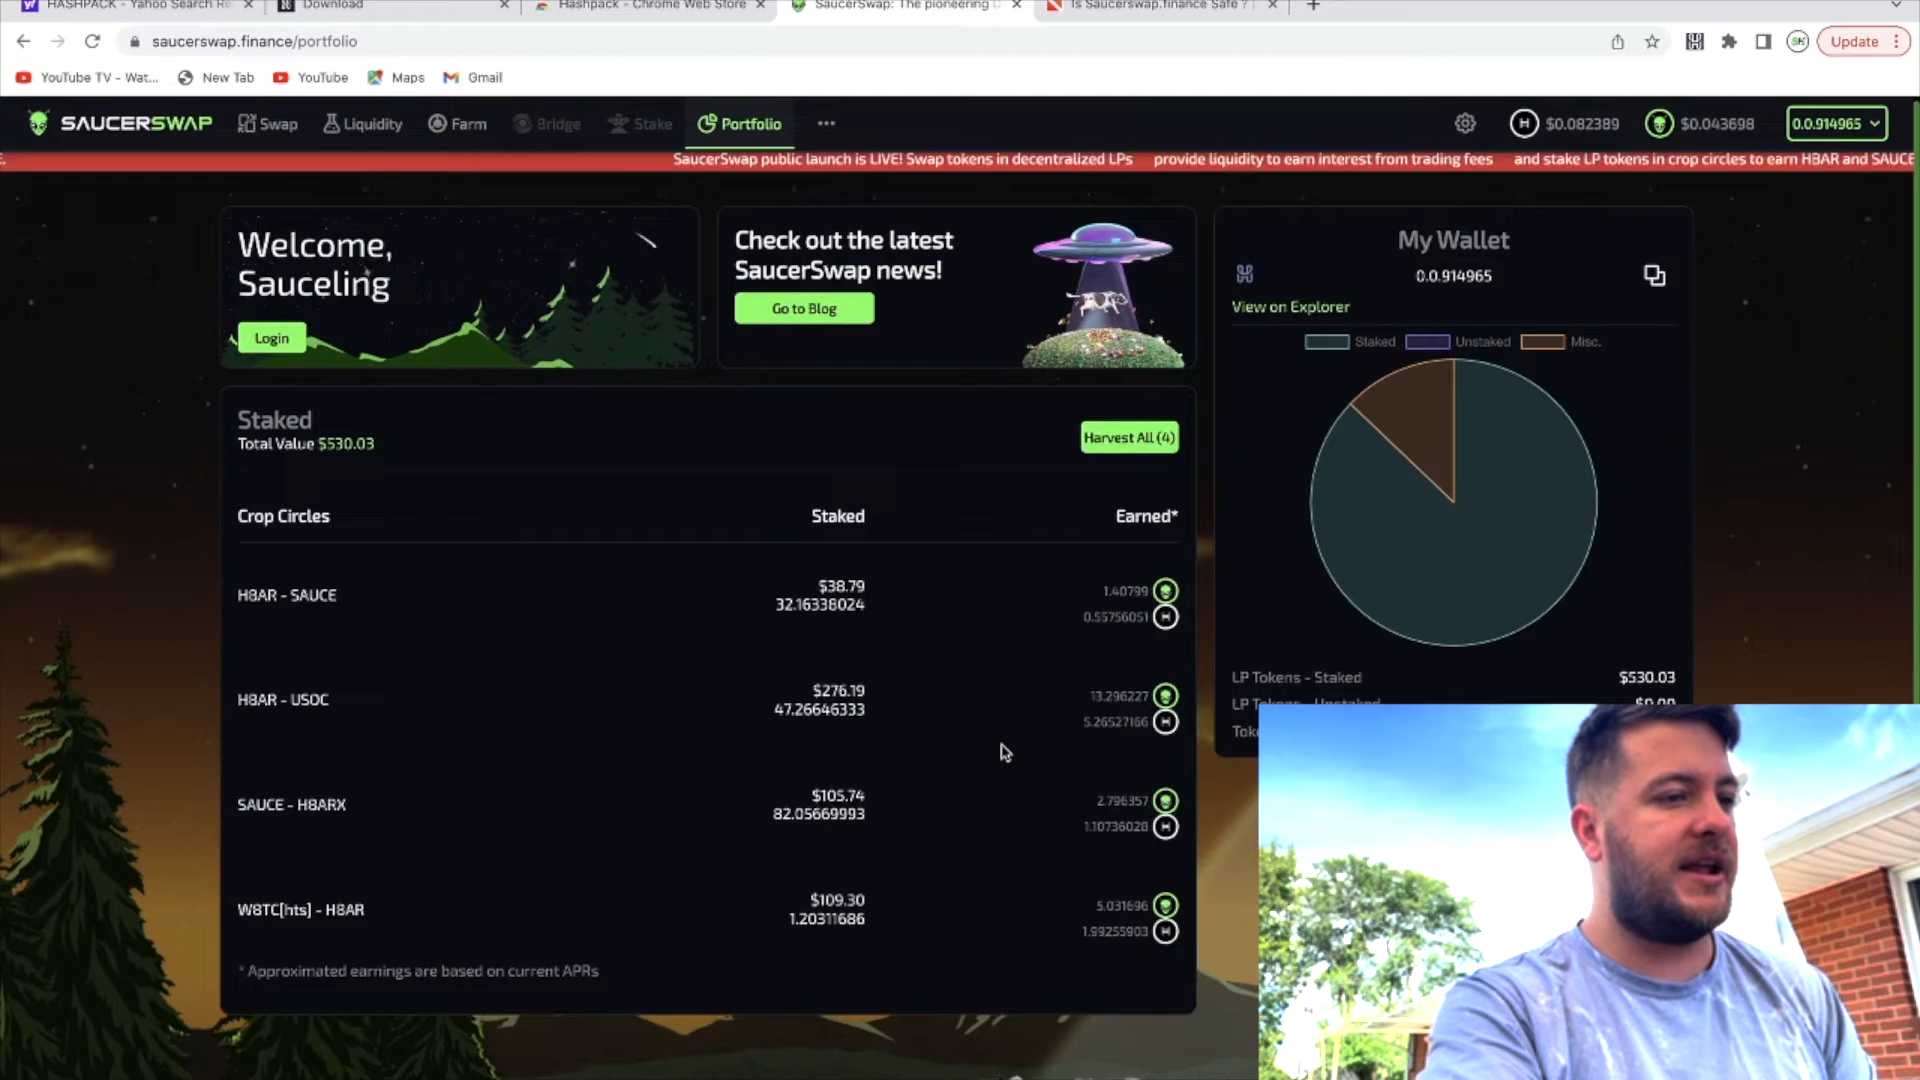 HASHPACK - Yahoo Search Re
Download
Hashpack - Chrome Web Store
SaucerSwap: The pioneering D
Is Saucerswap.finance Safe ?
saucerswap.finance/portfolio
Update
YouTube TV - Wat...
New Tab
YouTube
Maps
Gmail
SAUCERSWAP
Swap
Liquidity
Farm
Bridge
Stake
Portfolio
$0.082389
$0.043698
0.0.914965
SaucerSwap public launch is LIVE! Swap tokens in decentralized LPs provide liquidity to earn interest from trading fees and stake LP tokens in crop circles to earn HBAR and SAUCE
Welcome,
Sauceling
Login
Check out the latest
SaucerSwap news!
Go to Blog
My Wallet
0.0.914965
View on Explorer
Staked
Unstaked
Misc.
Staked
Total Value $530.03
Harvest All (4)
Crop Circles
Staked
Earned*
HBAR - SAUCE
$38.79
32.16338024
1.40799
0.55756051
HBAR - USDC
$276.19
47.26646333
13.296227
5.26527166
SAUCE - HBARX
$105.74
82.05669993
2.796357
1.10736028
WBTC[hts] - HBAR
$109.30
1.20311686
5.031696
1.99255903
* Approximated earnings are based on current APRs
LP Tokens - Staked
$530.03
LP Tokens - Unstaked
$0.00
Toke